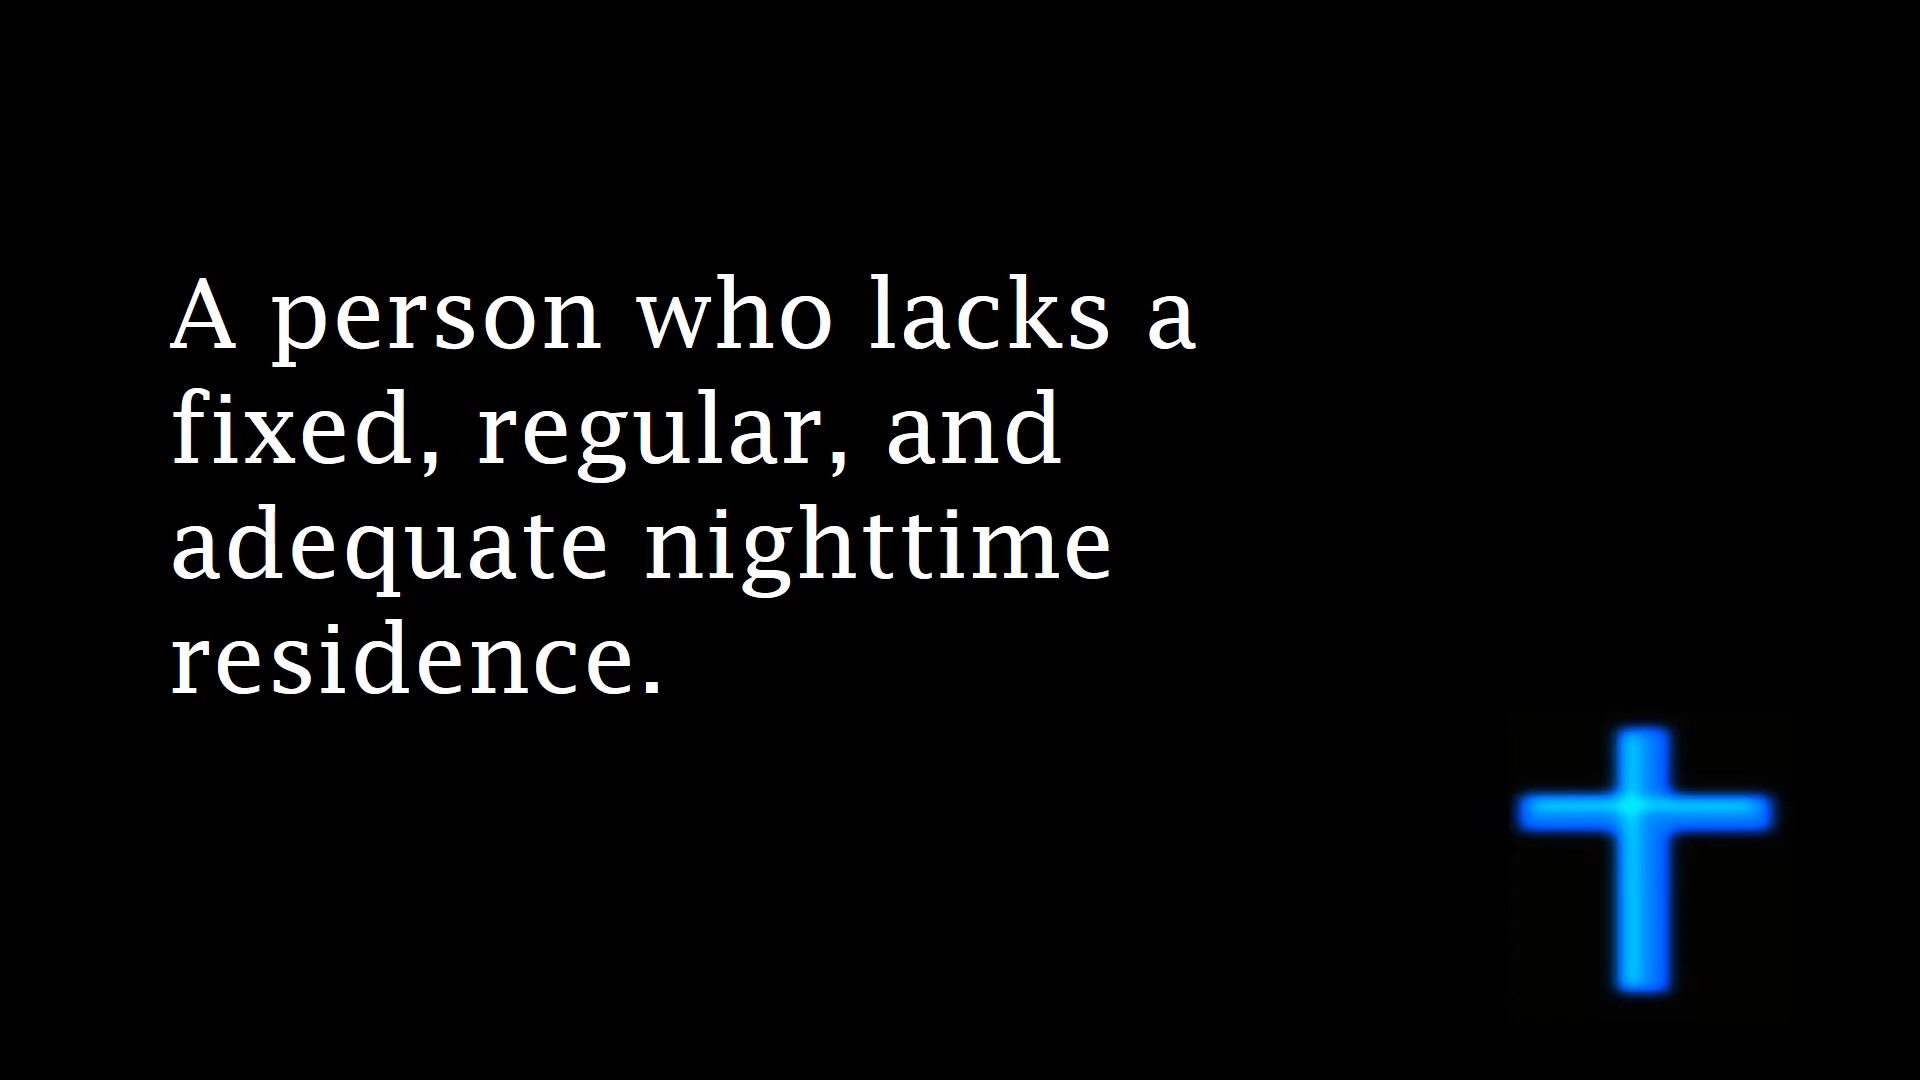 A person who lacks a
fixed, regular, and
adequate nighttime
residence.